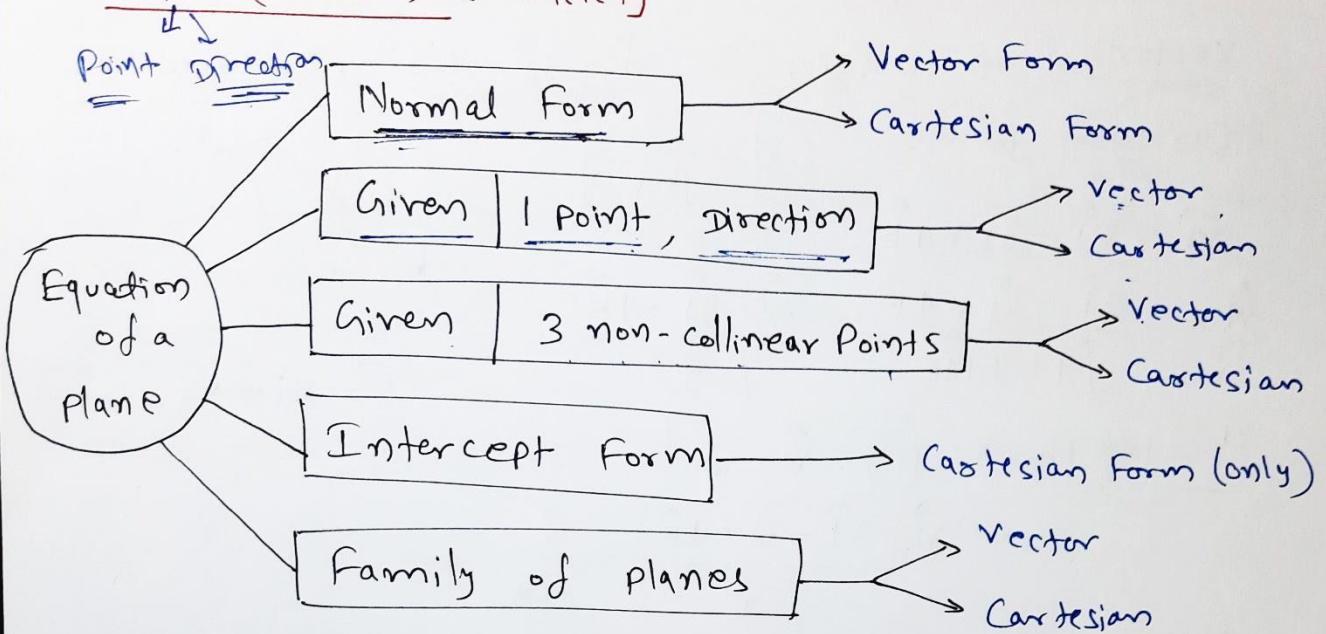 Point Direction
Normal Form
Vector Form
Cartesian Form
Given 1 Point, Direction
Vector
Cartesian
Equation
of a
plane
Given 3 non-collinear Points
Vector
Cartesian
Intercept Form
Cartesian Form (only)
Family of planes
Vector
Cartesian